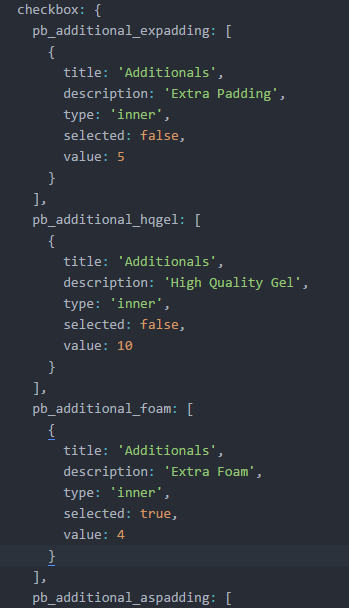 checkbox: {
pb_additional_expadding: [
{
title: 'Additionals',
description: 'Extra Padding',
type: 'inner',
selected: false,
value: 5
}
],
pb_additional_hqgel: [
{
title: 'Additionals',
description: 'High Quality Gel',
type: 'inner',
selected: false,
value: 10
}
],
pb_additional_foam: [
{
title: 'Additionals',
description: 'Extra Foam',
type: 'inner',
selected: true,
value: 4
}
],
pb_additional_aspadding: [